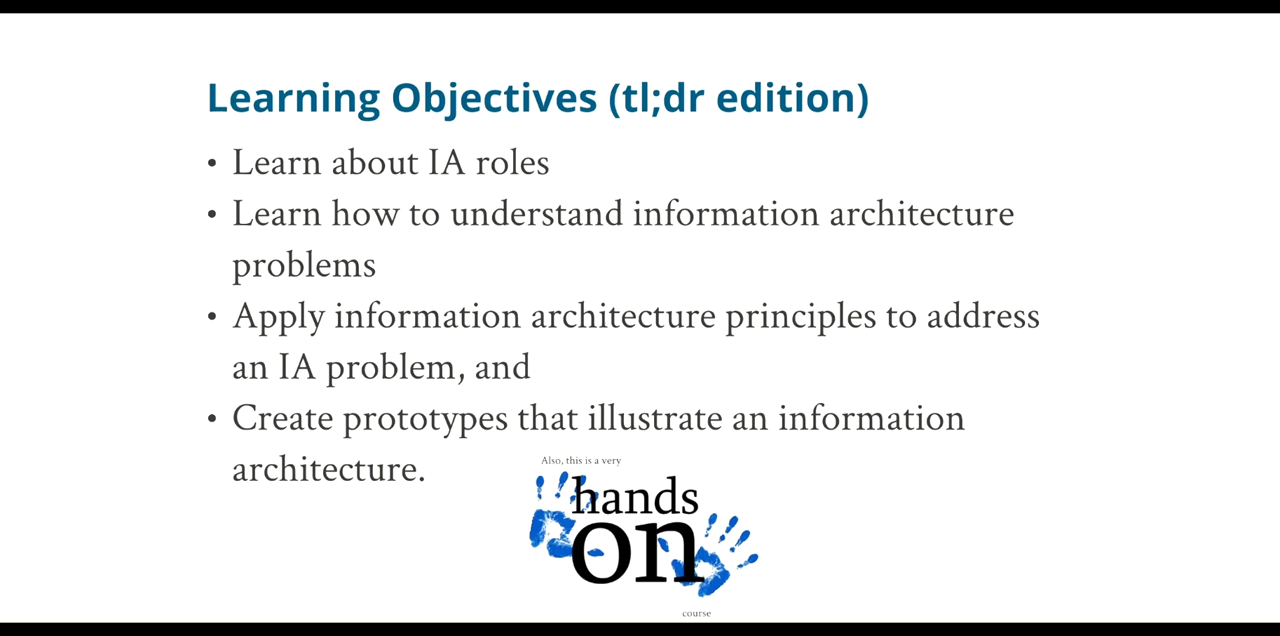 Learning Objectives (tl;dr edition)
• Learn about IA roles
• Learn how to understand information architecture
problems
• Apply information architecture principles to address
an IA problem, and
• Create prototypes that illustrate an information
architecture.
Also, this is a very
hands
on
course